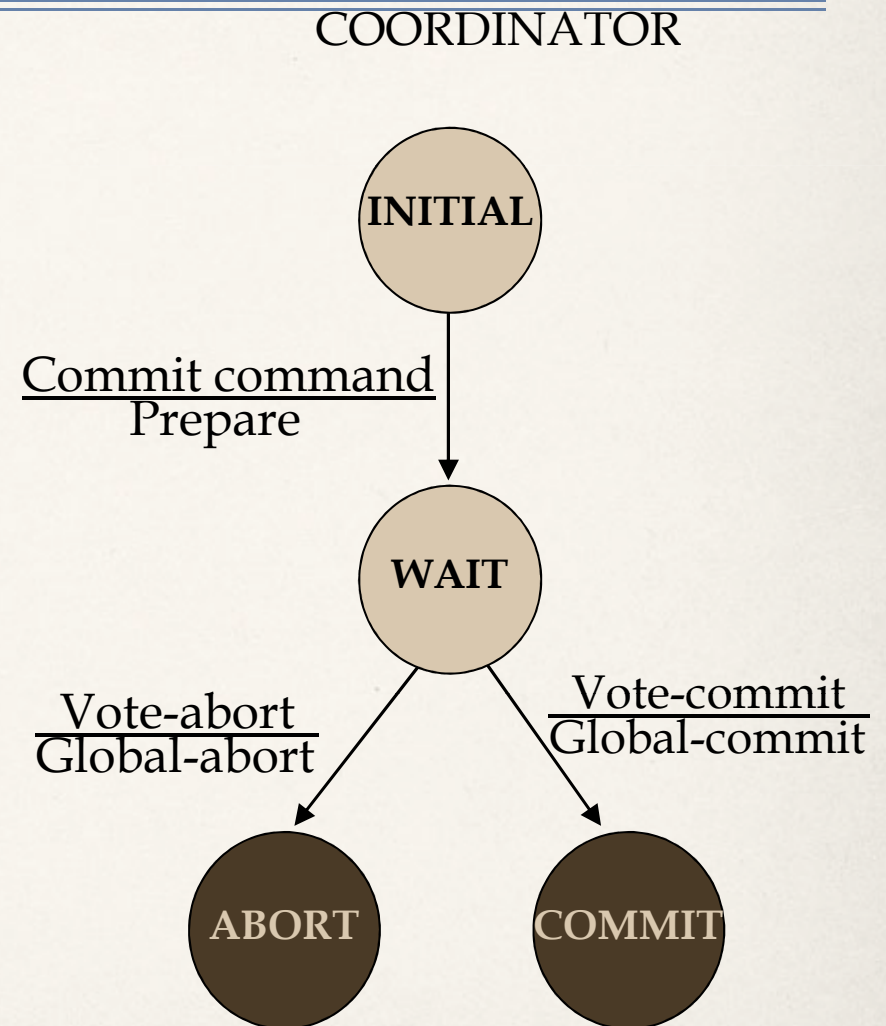 COORDINATOR
INITIAL
Commit command
Prepare
WAIT
Vote-abort
Global-abort
Vote-commit
Global-commit
ABORT
COMMIT